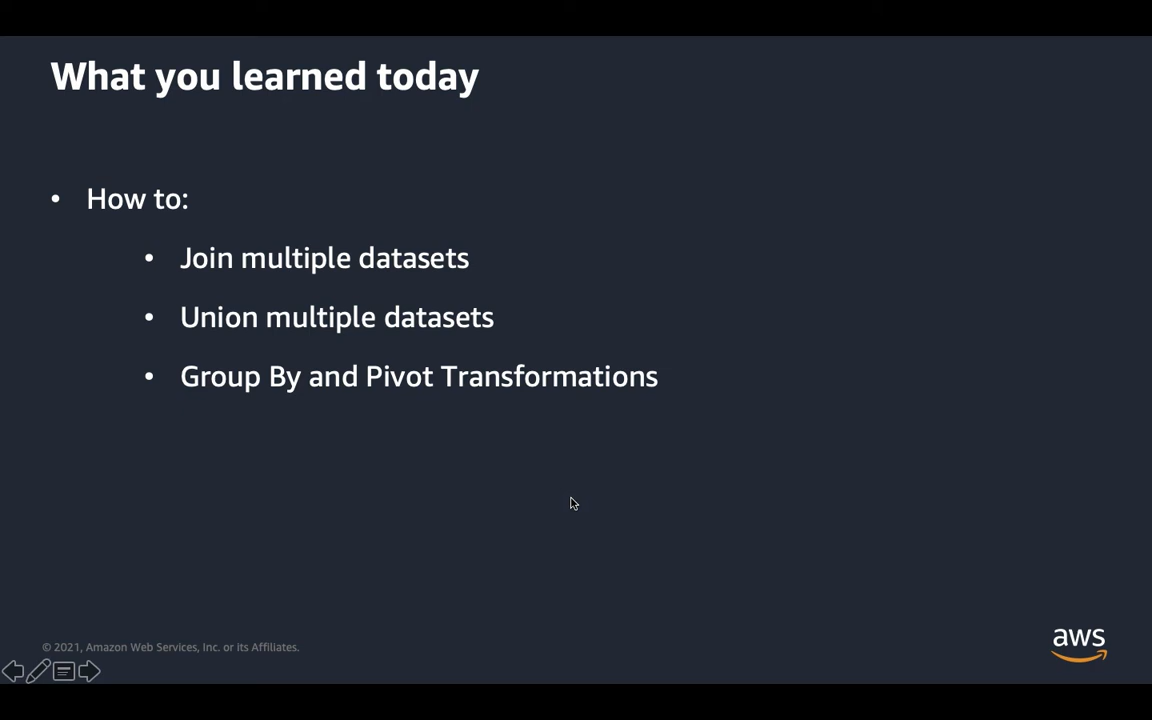 What you learned today
• How to:
• Join multiple datasets
• Union multiple datasets
• Group By and Pivot Transformations
© 2021, Amazon Web Services, Inc. or its Affiliates.
aws